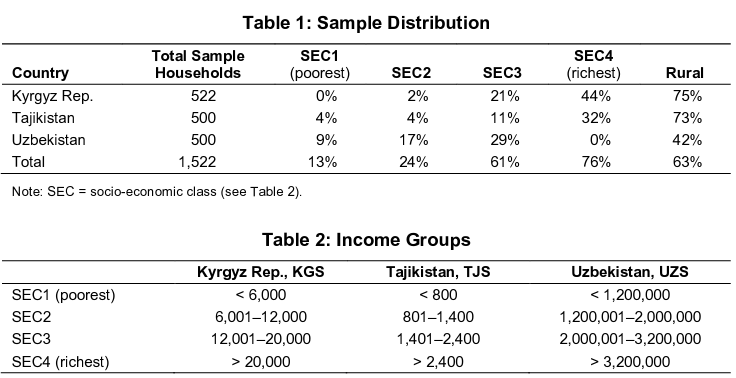 Table 1: Sample Distribution
Total Sample SEC1 SEC4
Country Households (poorest) SEC2 SEC3 (richest) Rural
Kyrgyz Rep. 522 0% 2% 21% 44% 75%
Tajikistan 500 4% 4% 11% 32% 73%
Uzbekistan 500 9% 17% 29% 0% 42%
Total 1,522 13% 24% 61% 76% 63%
Note: SEC = socio-economic class (see Table 2).
Table 2: Income Groups
Kyrgyz Rep., KGS Tajikistan, TJS Uzbekistan, UZS
SEC1 (poorest) < 6,000 < 800 < 1,200,000
SEC2 6,001–12,000 801–1,400 1,200,001–2,000,000
SEC3 12,001–20,000 1,401–2,400 2,000,001–3,200,000
SEC4 (richest) > 20,000 > 2,400 > 3,200,000